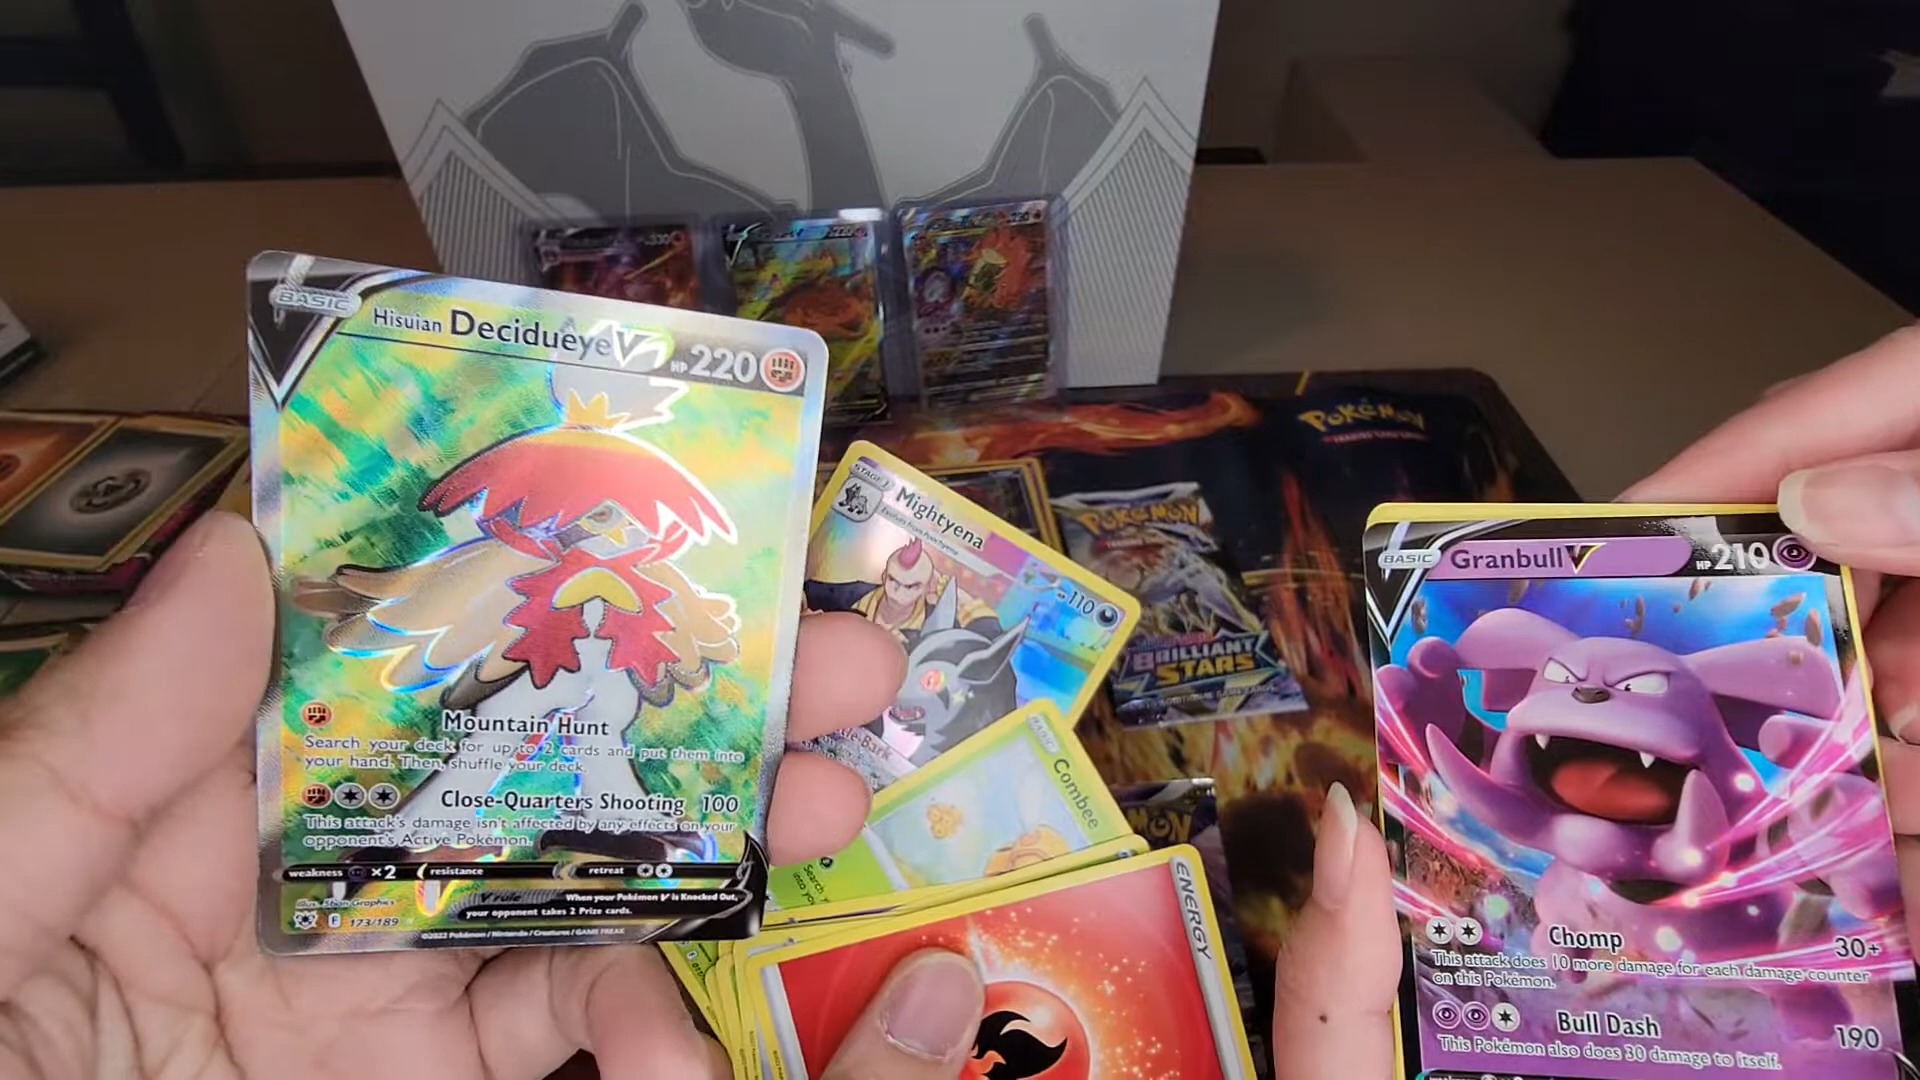 BASIC
Hisuian Decidueye V HP 220
Mountain Hunt
Search your deck for up to 2 cards and put them into
your hand. Then, shuffle your deck.
Close-Quarters Shooting 100
This attack's damage isn't affected by any effects on your
opponent's Active Pokémon.
weakness ×2 resistance retreat
V rule When your Pokémon V is Knocked Out,
your opponent takes 2 Prize cards.
Illus. 5ban Graphics
F 173/189
©2022 Pokémon / Nintendo / Creatures / GAME FREAK
STAGE 1
Mightyena
Evolves from Poochyena
110
Bark
BASIC
Combee
Search
ENERGY
POKÉMON
BRILLIANT
STARS
Pokémon
BASIC
Granbull V HP 210
Chomp 30+
This attack does 10 more damage for each damage counter
on this Pokémon.
Bull Dash 190
This Pokémon also does 30 damage to itself.